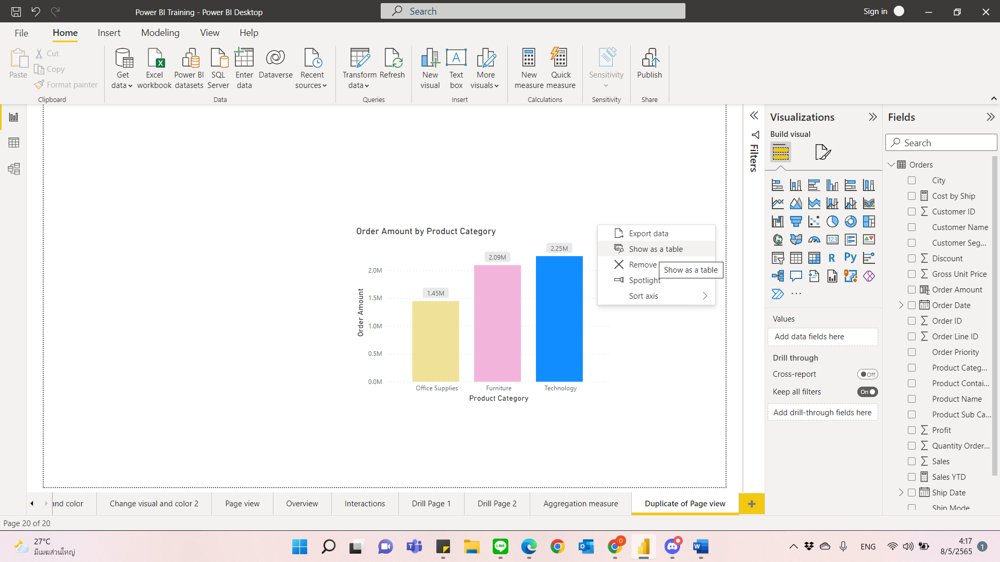 Power BI Training - Power BI Desktop
Search
Sign in
File
Home
Insert
Modeling
View
Help
Paste
Cut
Copy
Format painter
Clipboard
Get data
Excel workbook
Power BI datasets
SQL Server
Enter data
Dataverse
Recent sources
Data
Transform data
Refresh
Queries
New visual
Text box
More visuals
Insert
New measure
Quick measure
Calculations
Sensitivity
Sensitivity
Publish
Share
Order Amount by Product Category
Order Amount
2.0M
1.5M
1.0M
0.5M
0.0M
1.45M
2.09M
2.25M
Office Supplies
Furniture
Technology
Product Category
Export data
Show as a table
Remove
Show as a table
Spotlight
Sort axis
Filters
Visualizations
Build visual
123
R
Py
Values
Add data fields here
Drill through
Cross-report
Off
Keep all filters
On
Add drill-through fields here
Fields
Search
Orders
City
Cost by Ship
Customer ID
Customer Name
Customer Seg...
Discount
Gross Unit Price
Order Amount
Order Date
Order ID
Order Line ID
Order Priority
Product Categ...
Product Contai...
Product Name
Product Sub Ca...
Profit
Quantity Order...
Sales
Sales YTD
Ship Date
Ship Mode
and color
Change visual and color 2
Page view
Overview
Interactions
Drill Page 1
Drill Page 2
Aggregation measure
Duplicate of Page view
Page 20 of 20
27°C
มีเมฆส่วนใหญ่
LINE
0
ENG
4:17
8/5/2565
1